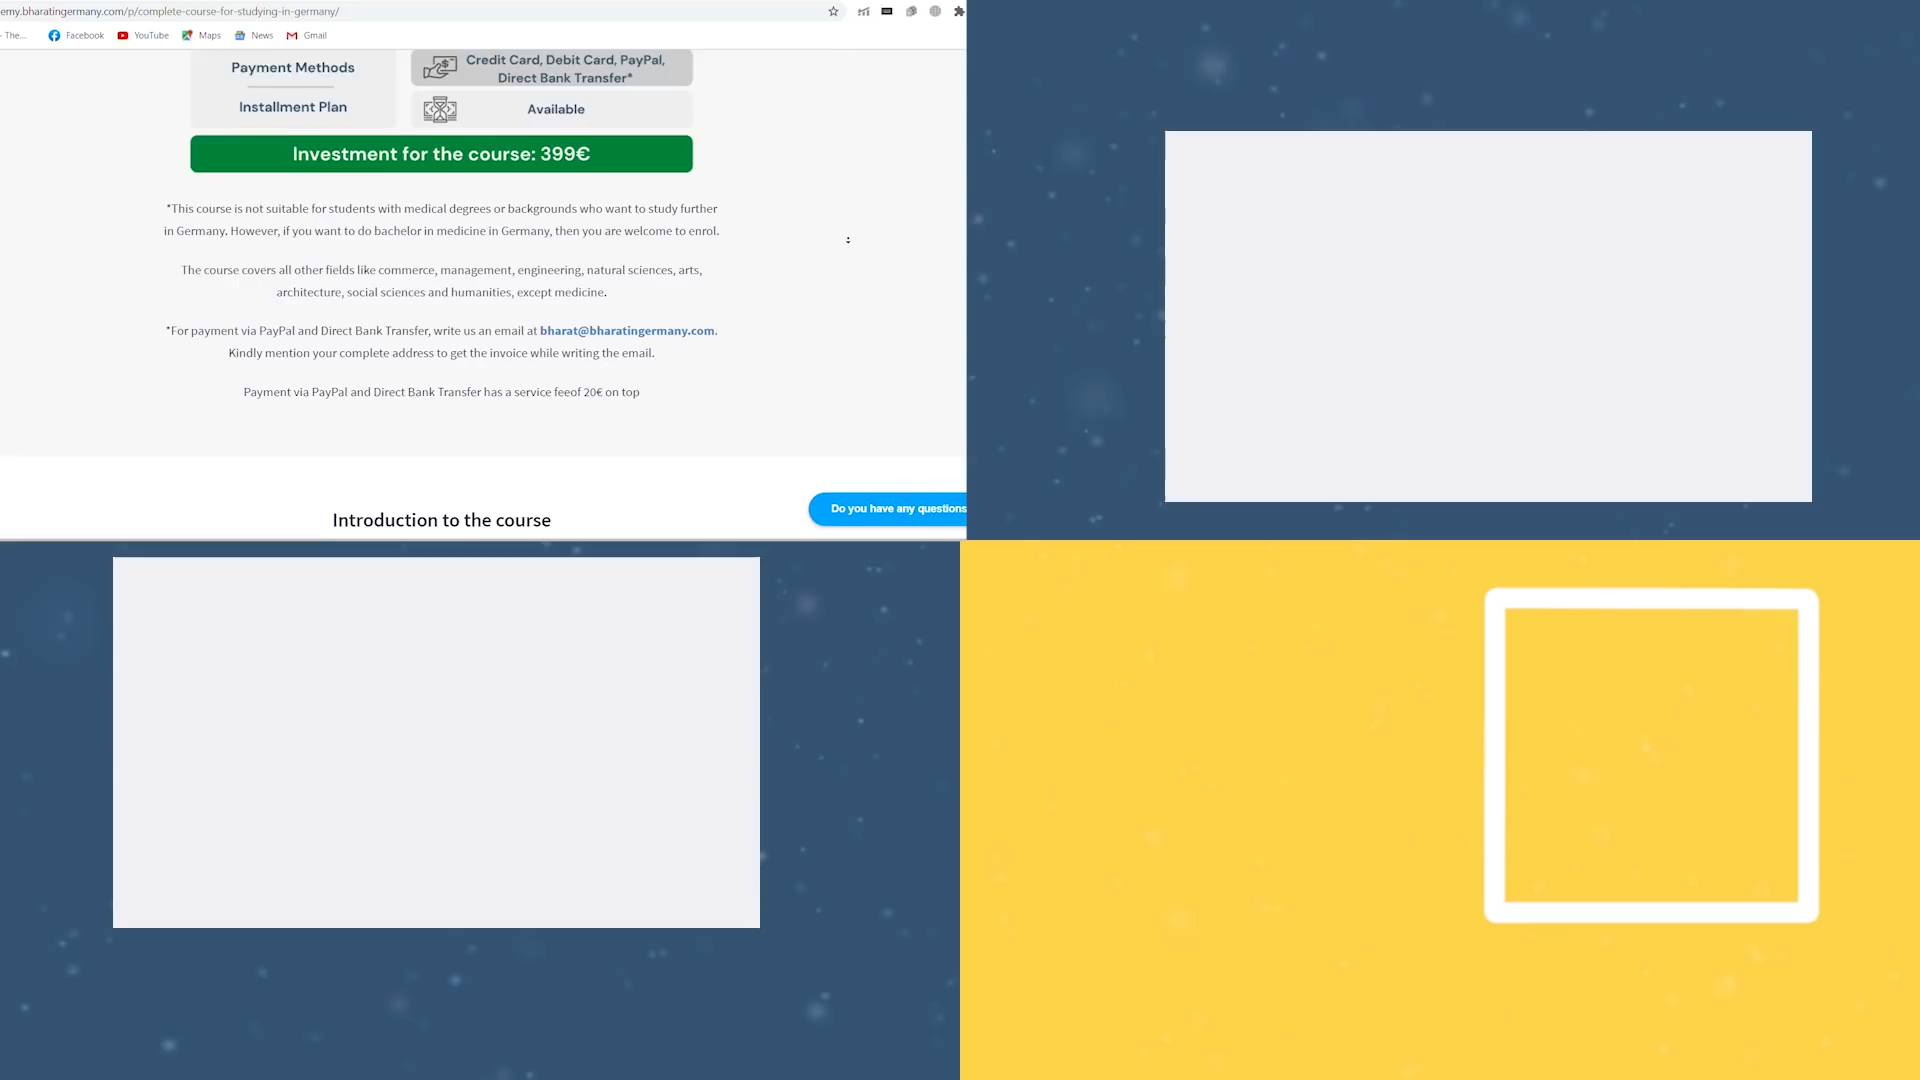 emy.bharatingermany.com/p/complete-course-for-studying-in-germany/
- The... Facebook YouTube Maps News Gmail
Payment Methods
Credit Card, Debit Card, PayPal,
Direct Bank Transfer*
Installment Plan
Available
Investment for the course: 399€
*This course is not suitable for students with medical degrees or backgrounds who want to study further
in Germany. However, if you want to do bachelor in medicine in Germany, then you are welcome to enrol.
The course covers all other fields like commerce, management, engineering, natural sciences, arts,
architecture, social sciences and humanities, except medicine.
*For payment via PayPal and Direct Bank Transfer, write us an email at bharat@bharatingermany.com.
Kindly mention your complete address to get the invoice while writing the email.
Payment via PayPal and Direct Bank Transfer has a service feeof 20€ on top
Introduction to the course
Do you have any questions